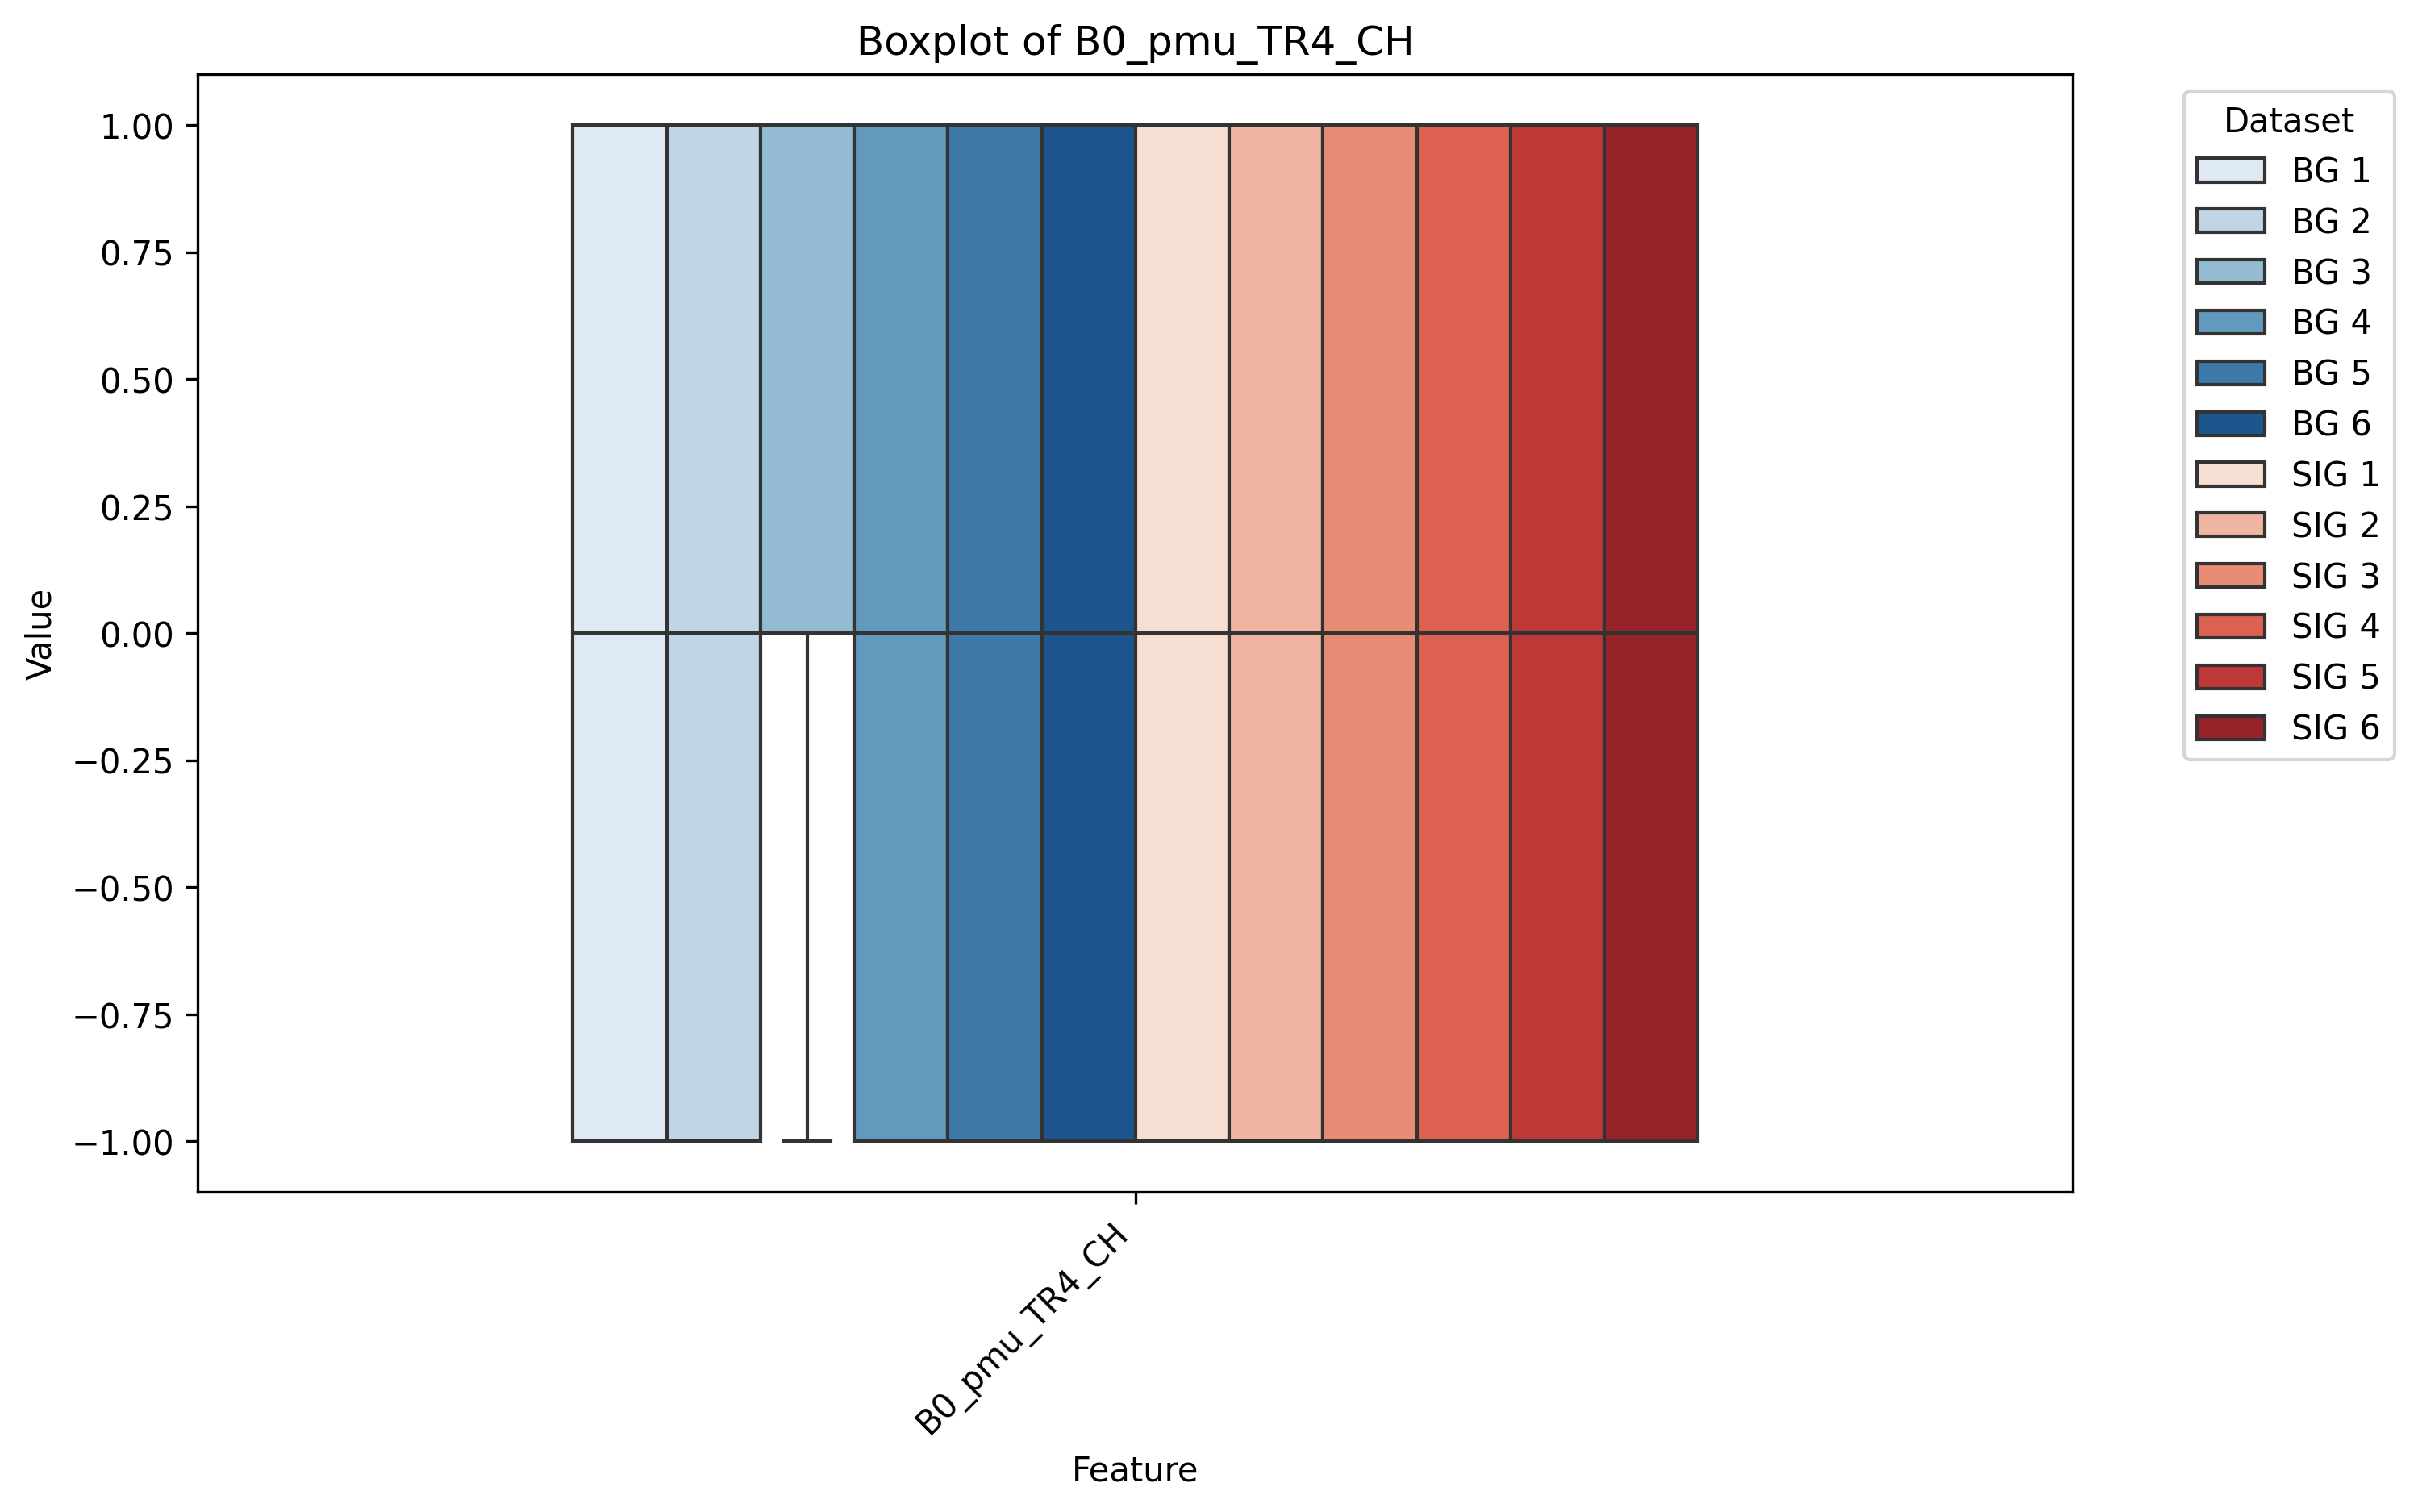 Boxplot of B0_pmu_TR4_CH
Value
1.00
0.75
0.50
0.25
0.00
−0.25
−0.50
−0.75
−1.00
B0_pmu_TR4_CH
Feature
Dataset
BG 1
BG 2
BG 3
BG 4
BG 5
BG 6
SIG 1
SIG 2
SIG 3
SIG 4
SIG 5
SIG 6